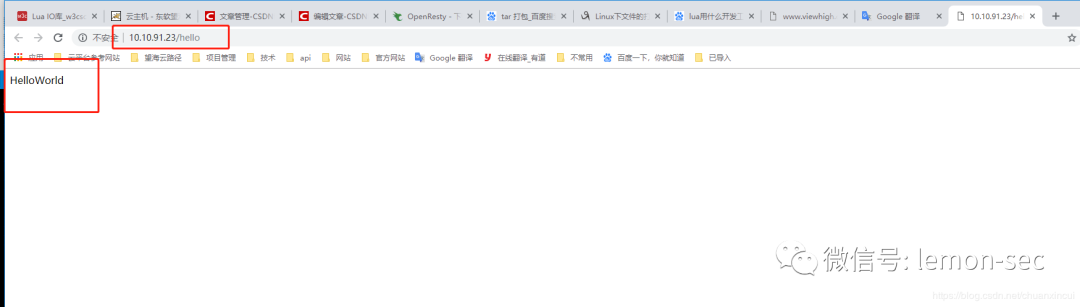 Lua IO库_w3csc
云主机 - 东软望
文章管理-CSDN
编辑文章-CSDN
OpenResty - 下
tar 打包_百度搜
Linux下文件的
lua用什么开发工
www.viewhigh.
Google 翻译
10.10.91.23/he
不安全 | 10.10.91.23/hello
应用 云平台参考网站 望海云路径 项目管理 技术 api 网站 官方网站 Google 翻译 在线翻译_有道 不常用 百度一下，你就知道 已导入
HelloWorld
微信号: lemon-sec